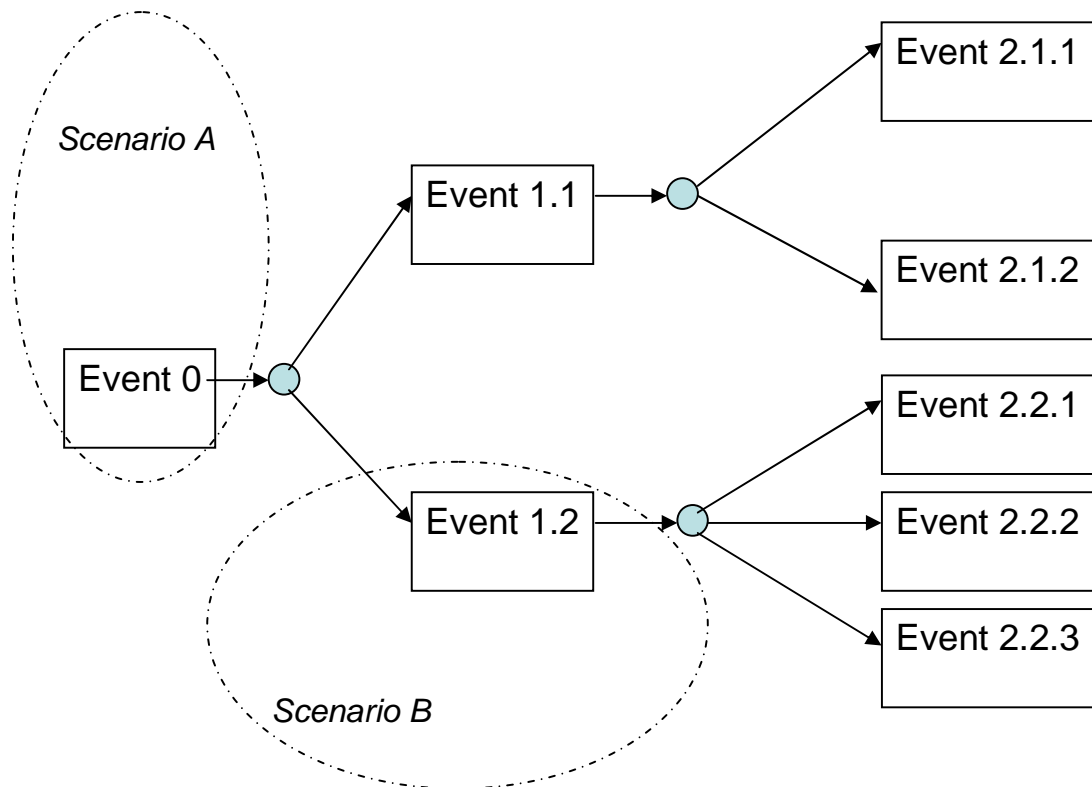 Event 2.1.1
Scenario A
Event 1.1
Event 2.1.2
Event 0
Event 2.2.1
Event 1.2
Event 2.2.2
Event 2.2.3
Scenario B